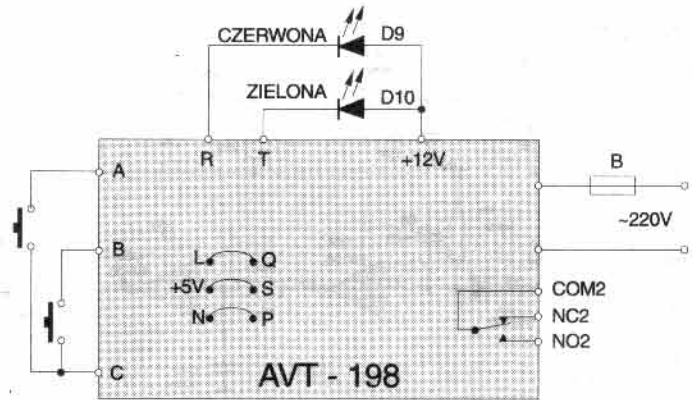 CZERWONA D9
ZIELONA D10
R T +12V
A
B
B
~220V
L Q
+5V S
N P
COM2
NC2
NO2
C
AVT - 198